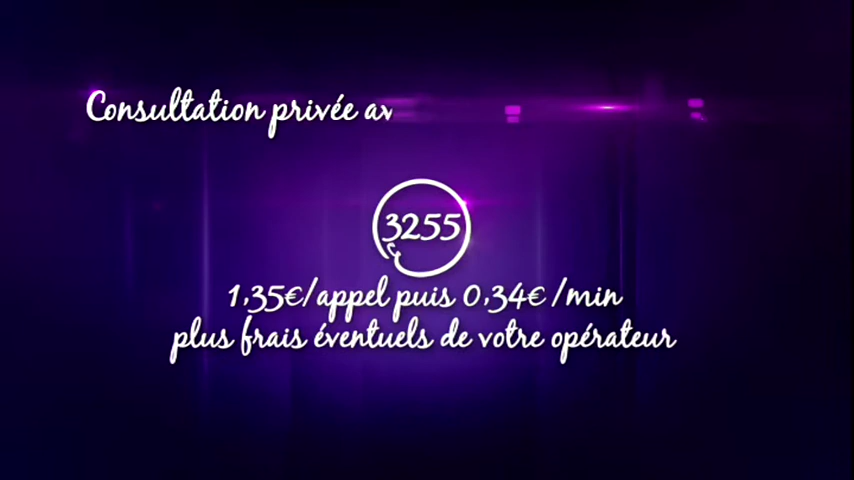 Consultation privée av
3255
1,35€/appel puis 0,34€/min
plus frais éventuels de votre opérateur